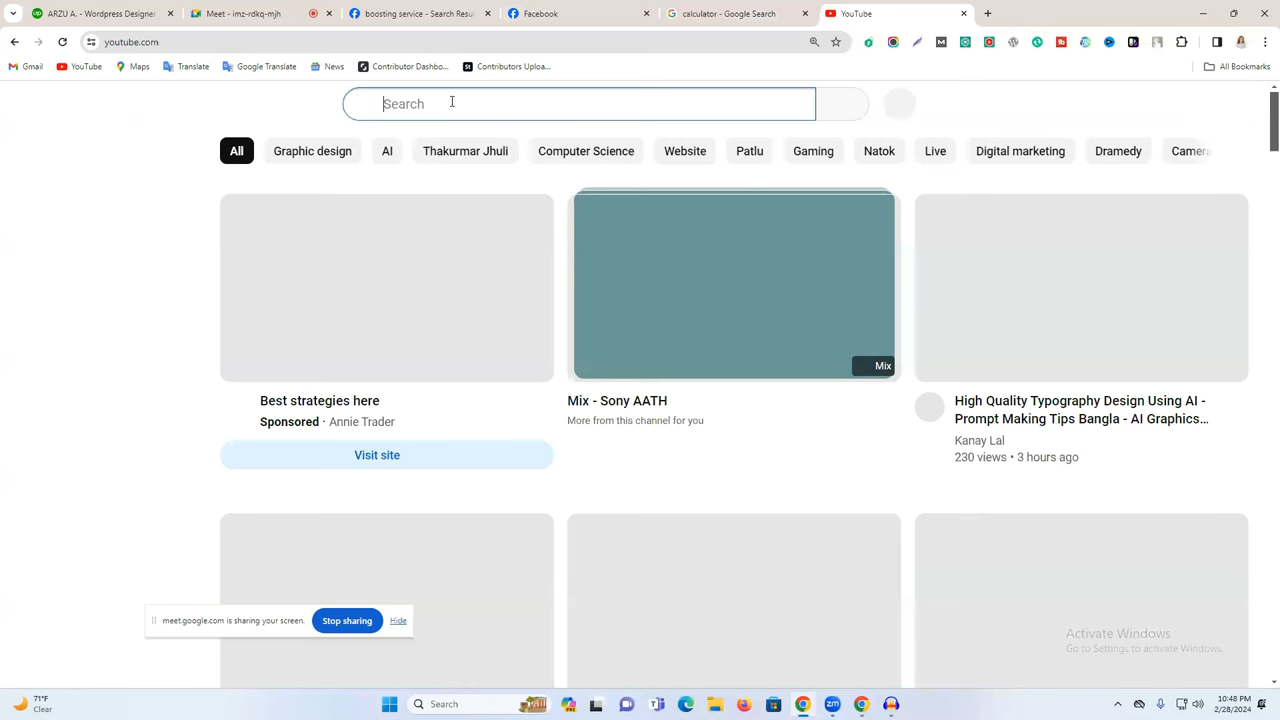 ARZU A. - Wordpress Designer
Meet - imz-rdkq-mjh
boosting service - Search Resul
Facebook
calculator - Google Search
YouTube
youtube.com
Gmail
YouTube
Maps
Translate
Google Translate
News
Contributor Dashbo...
Contributors Uploa...
All Bookmarks
Search
All
Graphic design
AI
Thakurmar Jhuli
Computer Science
Website
Patlu
Gaming
Natok
Live
Digital marketing
Dramedy
Camera
Mix
Best strategies here
Sponsored · Annie Trader
Visit site
Mix - Sony AATH
More from this channel for you
High Quality Typography Design Using AI -
Prompt Making Tips Bangla - AI Graphics...
Kanay Lal
230 views • 3 hours ago
meet.google.com is sharing your screen.
Stop sharing
Hide
Activate Windows
Go to Settings to activate Windows.
71°F
Clear
Search
10:48 PM
2/28/2024